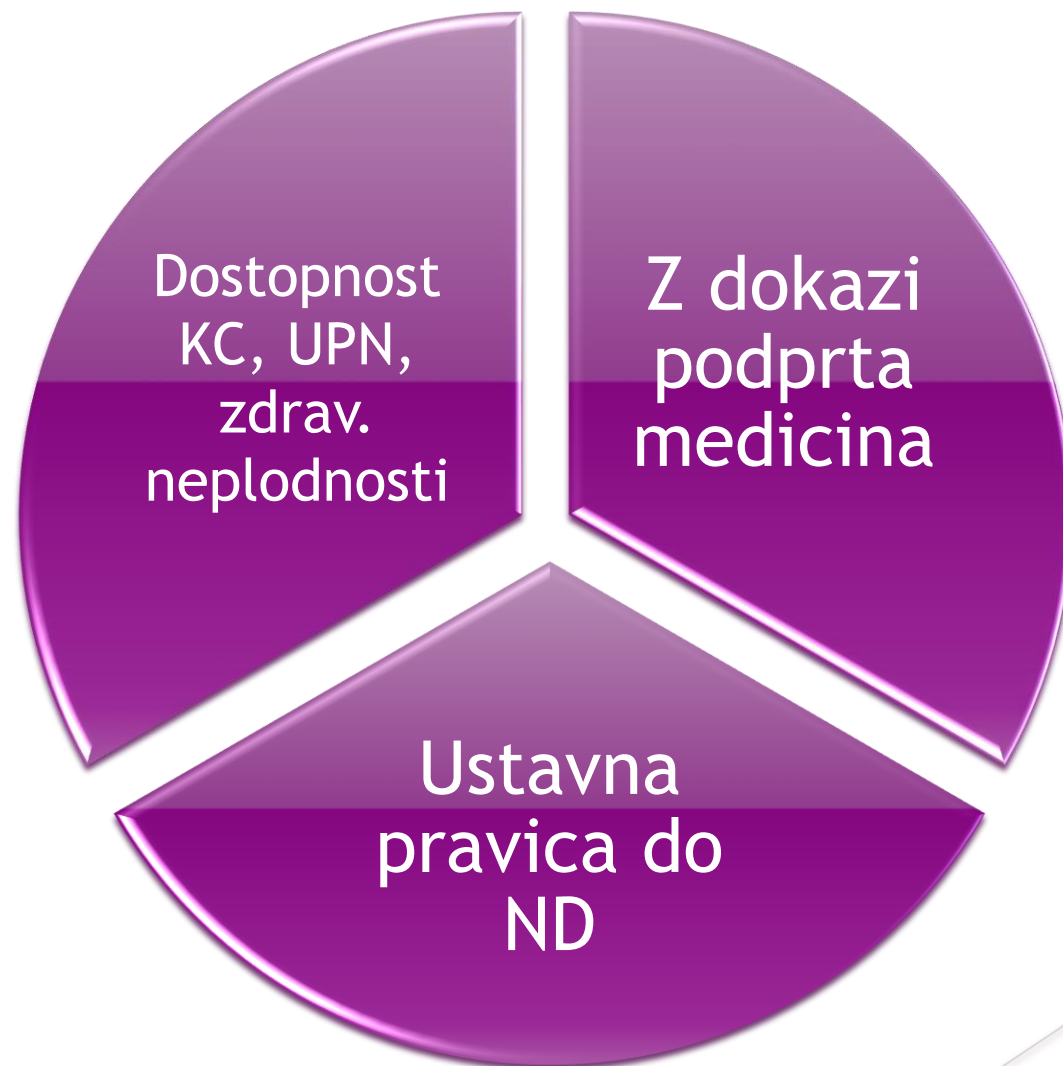 Dostopnost
KC, UPN,
zdrav.
neplodnosti
Z dokazi
podprta
medicina
Ustavna
pravica do
ND